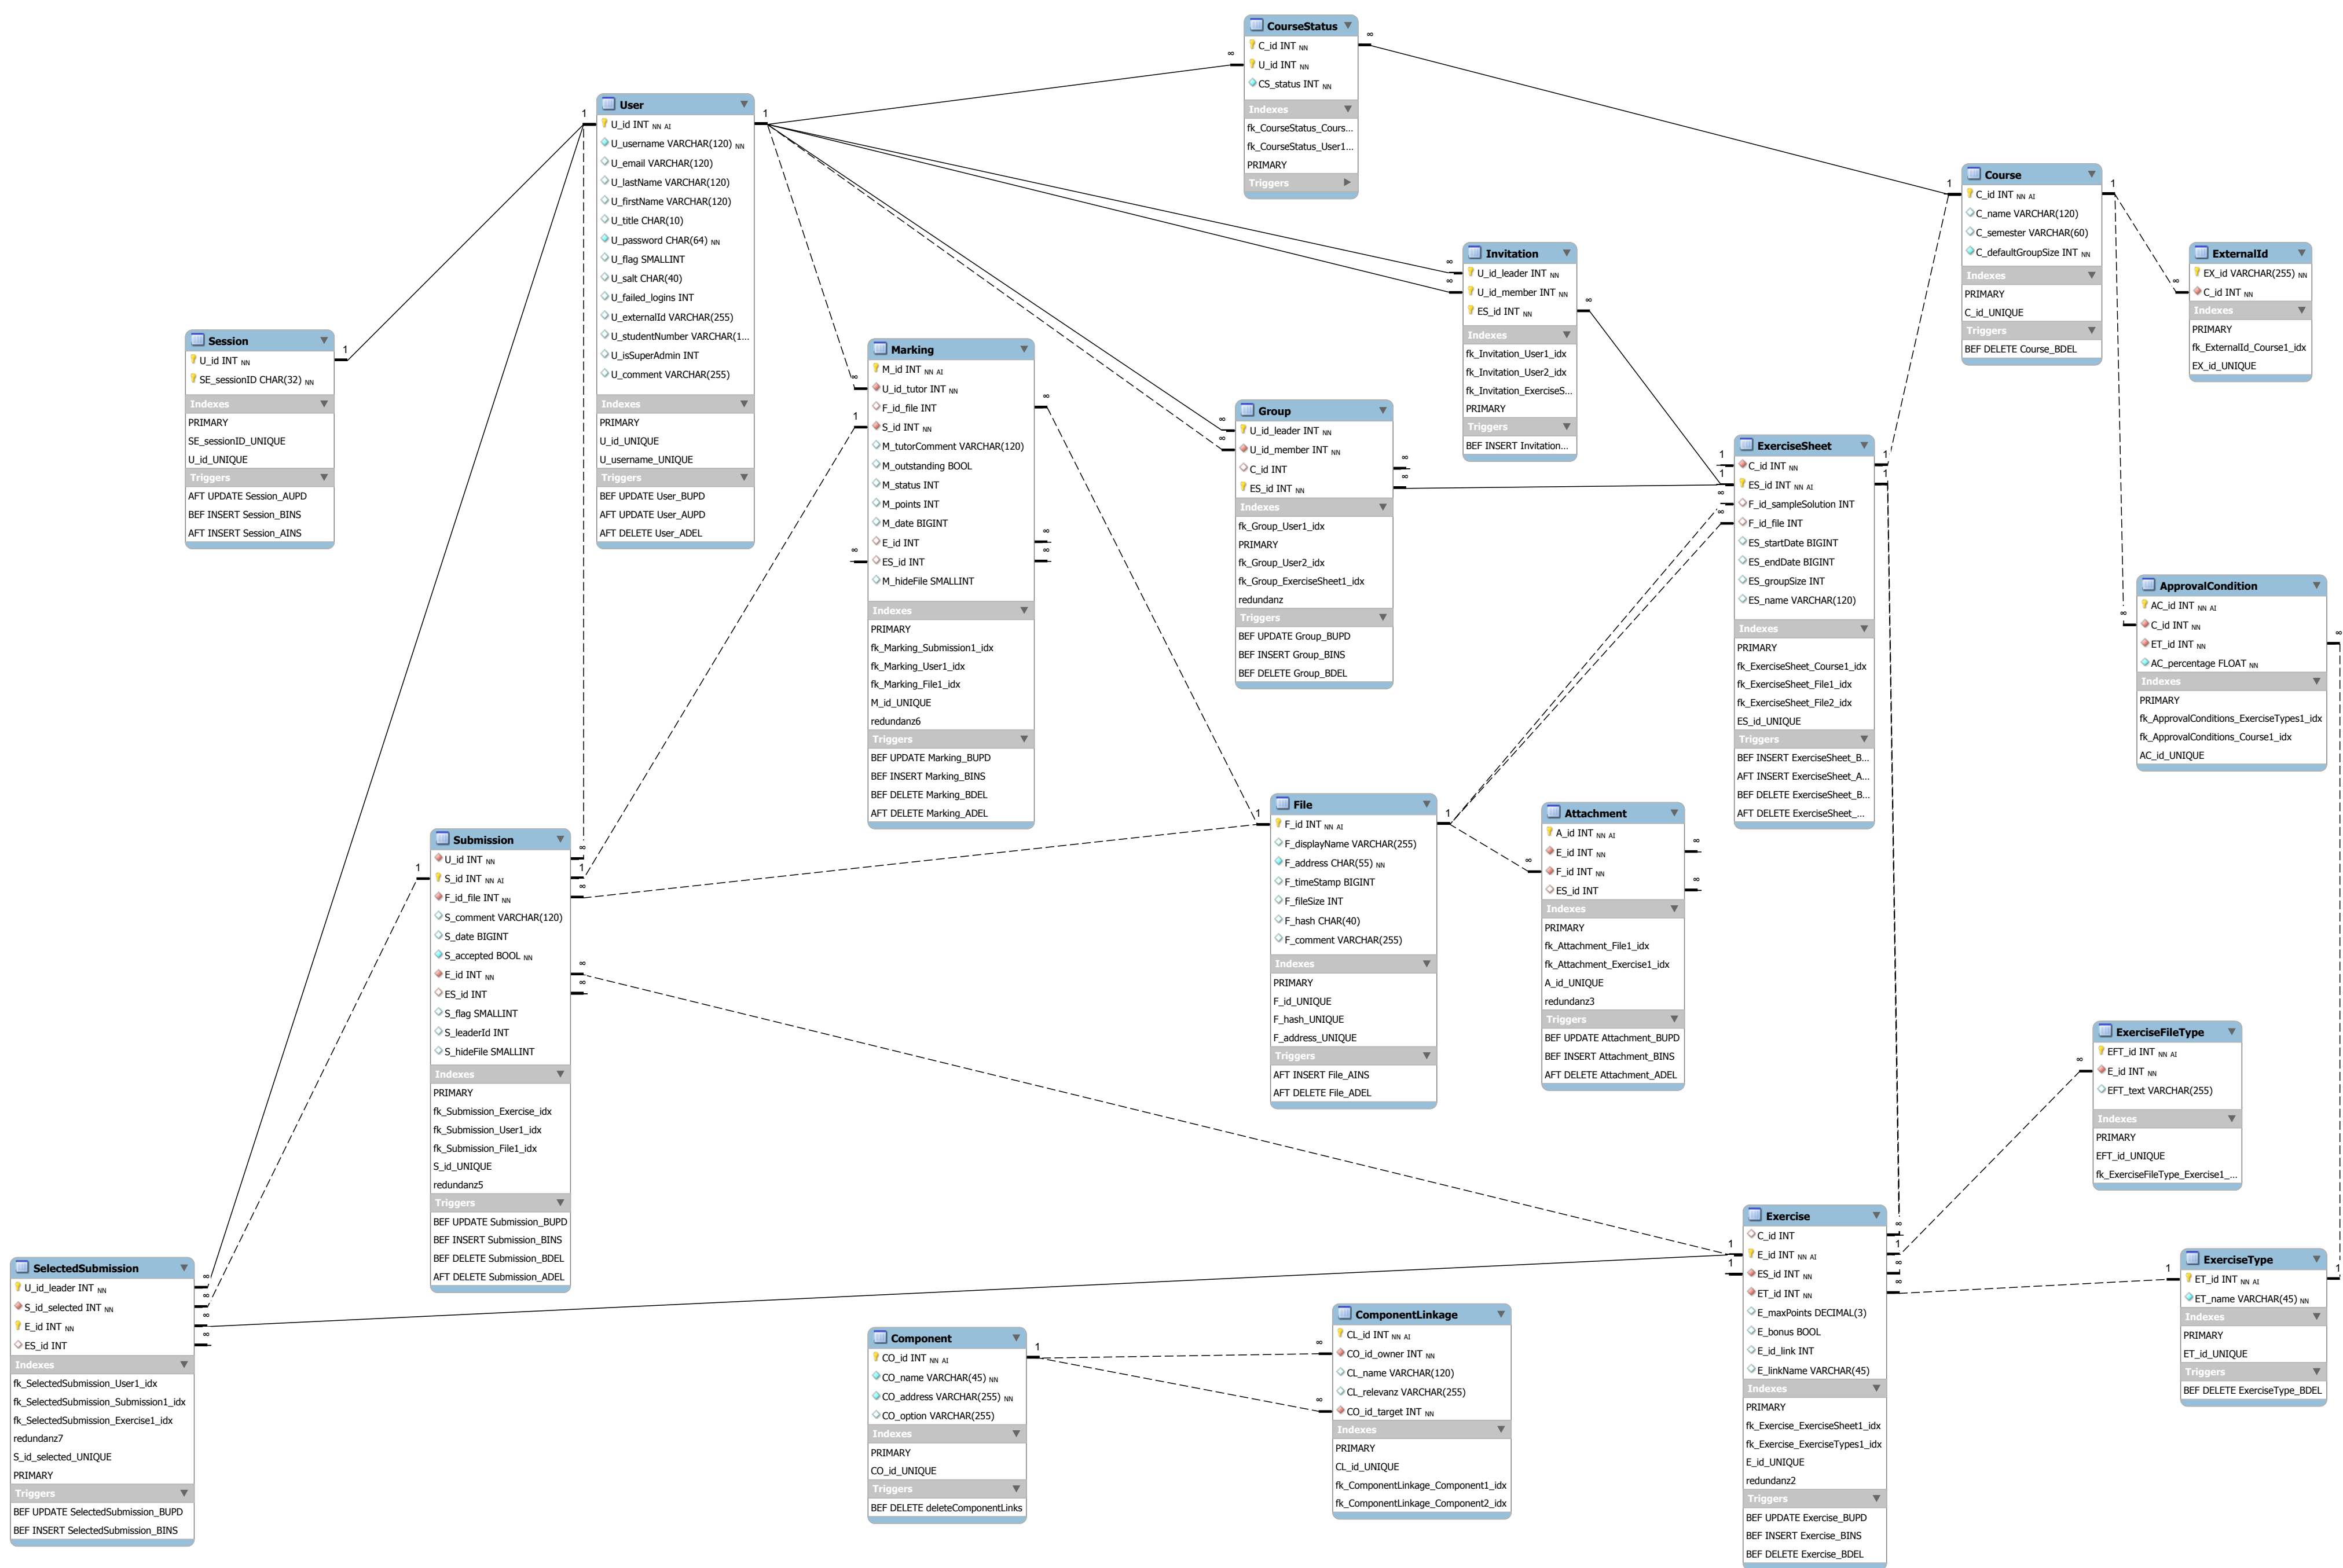 CourseStatus
C_id INT NN
U_id INT NN
CS_status INT NN
Indexes
fk_CourseStatus_Cours...
fk_CourseStatus_User1...
PRIMARY
Triggers
User
U_id INT NN AI
U_username VARCHAR(120) NN
U_email VARCHAR(120)
U_lastName VARCHAR(120)
U_firstName VARCHAR(120)
U_title CHAR(10)
U_password CHAR(64) NN
U_flag SMALLINT
U_salt CHAR(40)
U_failed_logins INT
U_externalId VARCHAR(255)
U_studentNumber VARCHAR(1...
U_isSuperAdmin INT
U_comment VARCHAR(255)
Indexes
PRIMARY
U_id_UNIQUE
U_username_UNIQUE
Triggers
BEF UPDATE User_BUPD
AFT UPDATE User_AUPD
AFT DELETE User_ADEL
Course
C_id INT NN AI
C_name VARCHAR(120)
C_semester VARCHAR(60)
C_defaultGroupSize INT NN
Indexes
PRIMARY
C_id_UNIQUE
Triggers
BEF DELETE Course_BDEL
ExternalId
EX_id VARCHAR(255) NN
C_id INT NN
Indexes
PRIMARY
fk_ExternalId_Course1_idx
EX_id_UNIQUE
Invitation
U_id_leader INT NN
U_id_member INT NN
ES_id INT NN
Indexes
fk_Invitation_User1_idx
fk_Invitation_User2_idx
fk_Invitation_ExerciseS...
PRIMARY
Triggers
BEF INSERT Invitation...
Session
U_id INT NN
SE_sessionID CHAR(32) NN
Indexes
PRIMARY
SE_sessionID_UNIQUE
U_id_UNIQUE
Triggers
AFT UPDATE Session_AUPD
BEF INSERT Session_BINS
AFT INSERT Session_AINS
Marking
M_id INT NN AI
U_id_tutor INT NN
F_id_file INT
S_id INT NN
M_tutorComment VARCHAR(120)
M_outstanding BOOL
M_status INT
M_points INT
M_date BIGINT
E_id INT
ES_id INT
M_hideFile SMALLINT
Indexes
PRIMARY
fk_Marking_Submission1_idx
fk_Marking_User1_idx
fk_Marking_File1_idx
M_id_UNIQUE
redundanz6
Triggers
BEF UPDATE Marking_BUPD
BEF INSERT Marking_BINS
BEF DELETE Marking_BDEL
AFT DELETE Marking_ADEL
Group
U_id_leader INT NN
U_id_member INT NN
C_id INT
ES_id INT NN
Indexes
fk_Group_User1_idx
PRIMARY
fk_Group_User2_idx
fk_Group_ExerciseSheet1_idx
redundanz
Triggers
BEF UPDATE Group_BUPD
BEF INSERT Group_BINS
BEF DELETE Group_BDEL
ExerciseSheet
C_id INT NN
ES_id INT NN AI
F_id_sampleSolution INT
F_id_file INT
ES_startDate BIGINT
ES_endDate BIGINT
ES_groupSize INT
ES_name VARCHAR(120)
Indexes
PRIMARY
fk_ExerciseSheet_Course1_idx
fk_ExerciseSheet_File1_idx
fk_ExerciseSheet_File2_idx
ES_id_UNIQUE
Triggers
BEF INSERT ExerciseSheet_B...
AFT INSERT ExerciseSheet_A...
BEF DELETE ExerciseSheet_B...
AFT DELETE ExerciseSheet_...
ApprovalCondition
AC_id INT NN AI
C_id INT NN
ET_id INT NN
AC_percentage FLOAT NN
Indexes
PRIMARY
fk_ApprovalConditions_ExerciseTypes1_idx
fk_ApprovalConditions_Course1_idx
AC_id_UNIQUE
File
F_id INT NN AI
F_displayName VARCHAR(255)
F_address CHAR(55) NN
F_timeStamp BIGINT
F_fileSize INT
F_hash CHAR(40)
F_comment VARCHAR(255)
Indexes
PRIMARY
F_id_UNIQUE
F_hash_UNIQUE
F_address_UNIQUE
Triggers
AFT INSERT File_AINS
AFT DELETE File_ADEL
Attachment
A_id INT NN AI
E_id INT NN
F_id INT NN
ES_id INT
Indexes
PRIMARY
fk_Attachment_File1_idx
fk_Attachment_Exercise1_idx
A_id_UNIQUE
redundanz3
Triggers
BEF UPDATE Attachment_BUPD
BEF INSERT Attachment_BINS
AFT DELETE Attachment_ADEL
Submission
U_id INT NN
S_id INT NN AI
F_id_file INT NN
S_comment VARCHAR(120)
S_date BIGINT
S_accepted BOOL NN
E_id INT NN
ES_id INT
S_flag SMALLINT
S_leaderId INT
S_hideFile SMALLINT
Indexes
PRIMARY
fk_Submission_Exercise_idx
fk_Submission_User1_idx
fk_Submission_File1_idx
S_id_UNIQUE
redundanz5
Triggers
BEF UPDATE Submission_BUPD
BEF INSERT Submission_BINS
BEF DELETE Submission_BDEL
AFT DELETE Submission_ADEL
ExerciseFileType
EFT_id INT NN AI
E_id INT NN
EFT_text VARCHAR(255)
Indexes
PRIMARY
EFT_id_UNIQUE
fk_ExerciseFileType_Exercise1_...
SelectedSubmission
U_id_leader INT NN
S_id_selected INT NN
E_id INT NN
ES_id INT
Indexes
fk_SelectedSubmission_User1_idx
fk_SelectedSubmission_Submission1_idx
fk_SelectedSubmission_Exercise1_idx
redundanz7
S_id_selected_UNIQUE
PRIMARY
Triggers
BEF UPDATE SelectedSubmission_BUPD
BEF INSERT SelectedSubmission_BINS
Component
CO_id INT NN AI
CO_name VARCHAR(45) NN
CO_address VARCHAR(255) NN
CO_option VARCHAR(255)
Indexes
PRIMARY
CO_id_UNIQUE
Triggers
BEF DELETE deleteComponentLinks
ComponentLinkage
CL_id INT NN AI
CO_id_owner INT NN
CL_name VARCHAR(120)
CL_relevanz VARCHAR(255)
CO_id_target INT NN
Indexes
PRIMARY
CL_id_UNIQUE
fk_ComponentLinkage_Component1_idx
fk_ComponentLinkage_Component2_idx
Exercise
C_id INT
E_id INT NN AI
ES_id INT NN
ET_id INT NN
E_maxPoints DECIMAL(3)
E_bonus BOOL
E_id_link INT
E_linkName VARCHAR(45)
Indexes
PRIMARY
fk_Exercise_ExerciseSheet1_idx
fk_Exercise_ExerciseTypes1_idx
E_id_UNIQUE
redundanz2
Triggers
BEF UPDATE Exercise_BUPD
BEF INSERT Exercise_BINS
BEF DELETE Exercise_BDEL
ExerciseType
ET_id INT NN AI
ET_name VARCHAR(45) NN
Indexes
PRIMARY
ET_id_UNIQUE
Triggers
BEF DELETE ExerciseType_BDEL